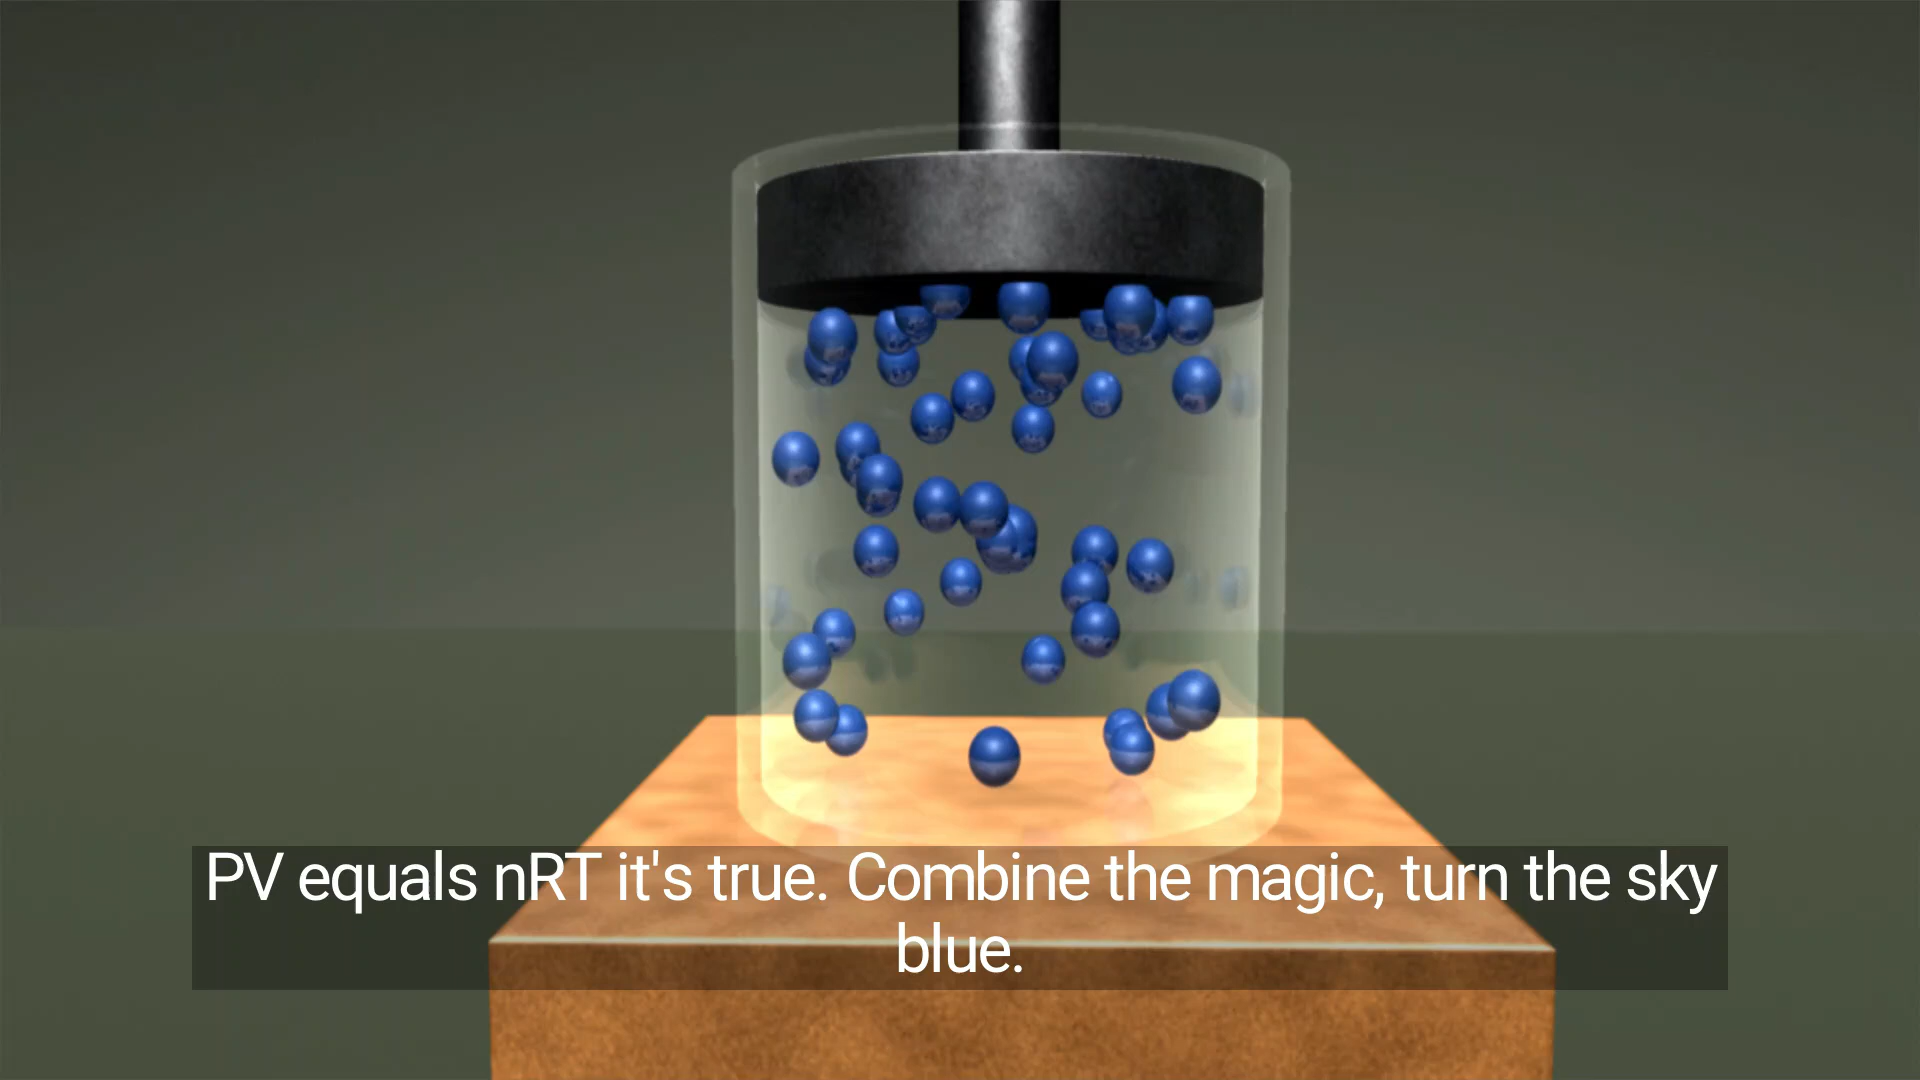 PV equals nRT it's true. Combine the magic, turn the sky
blue.